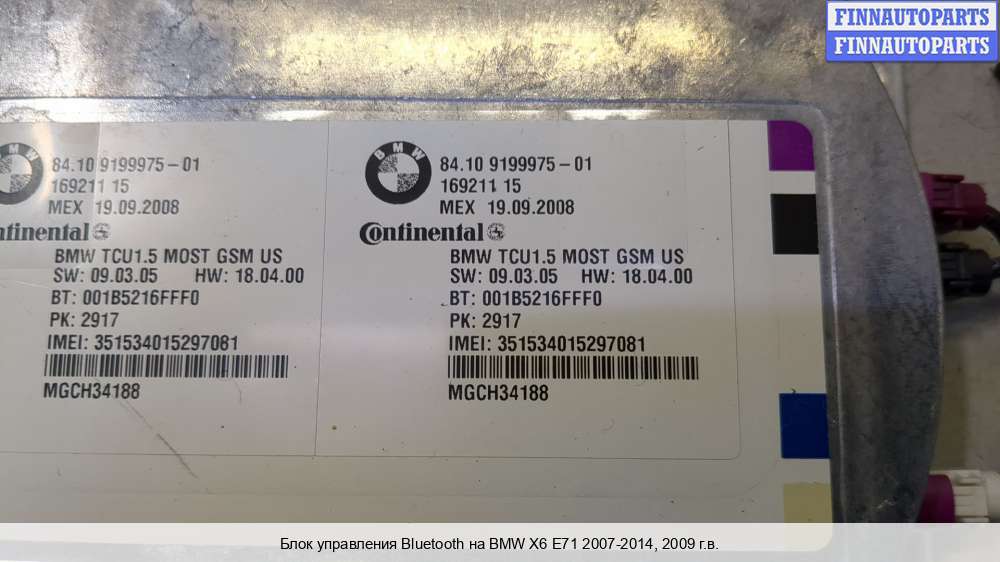 FINNAUTOPARTS
FINNAUTOPARTS
BMW
84.10 9199975-01
169211 15
MEX 19.09.2008
ntinental
BMW TCU1.5 MOST GSM US
SW: 09.03.05 HW: 18.04.00
BT: 001B5216FFF0
PK: 2917
IMEI: 351534015297081
MGCH34188
BMW
84.10 9199975-01
169211 15
MEX 19.09.2008
Continental
BMW TCU1.5 MOST GSM US
SW: 09.03.05 HW: 18.04.00
BT: 001B5216FFF0
PK: 2917
IMEI: 351534015297081
MGCH34188
Блок управления Bluetooth на BMW X6 E71 2007-2014, 2009 г.в.